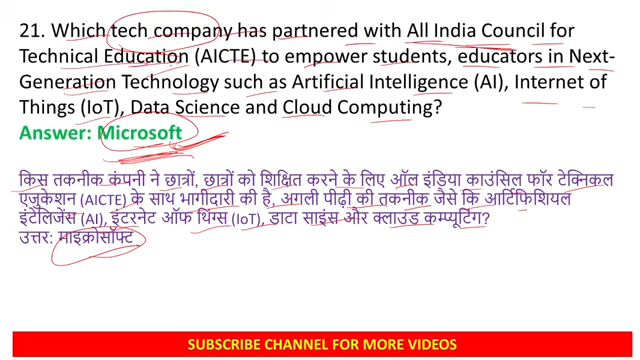 21. Which tech company has partnered with All India Council for
Technical Education (AICTE) to empower students, educators in Next-
Generation Technology such as Artificial Intelligence (AI), Internet of
Things (IoT), Data Science and Cloud Computing?
Answer: Microsoft
किस तकनीक कंपनी ने छात्रों, छात्रों को शिक्षित करने के लिए ऑल इंडिया काउंसिल फॉर टेक्निकल
एजुकेशन (AICTE) के साथ भागीदारी की है, अगली पीढ़ी की तकनीक जैसे कि आर्टिफिशियल
इंटेलिजेंस (AI), इंटरनेट ऑफ थिंग्स (IoT), डाटा साइंस और क्लाउड कम्प्यूटिंग?
उत्तर: माइक्रोसॉफ्ट
SUBSCRIBE CHANNEL FOR MORE VIDEOS